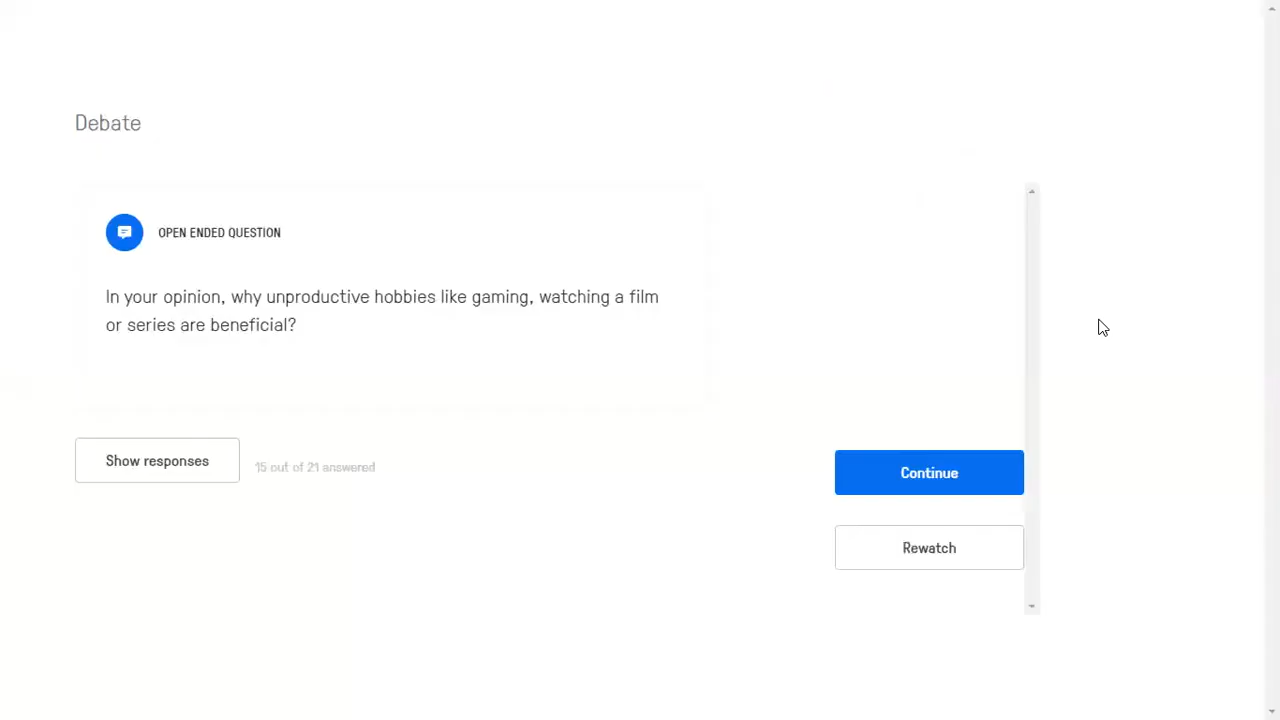 Debate
OPEN ENDED QUESTION
In your opinion, why unproductive hobbies like gaming, watching a film
or series are beneficial?
Show responses
15 out of 21 answered
Continue
Rewatch